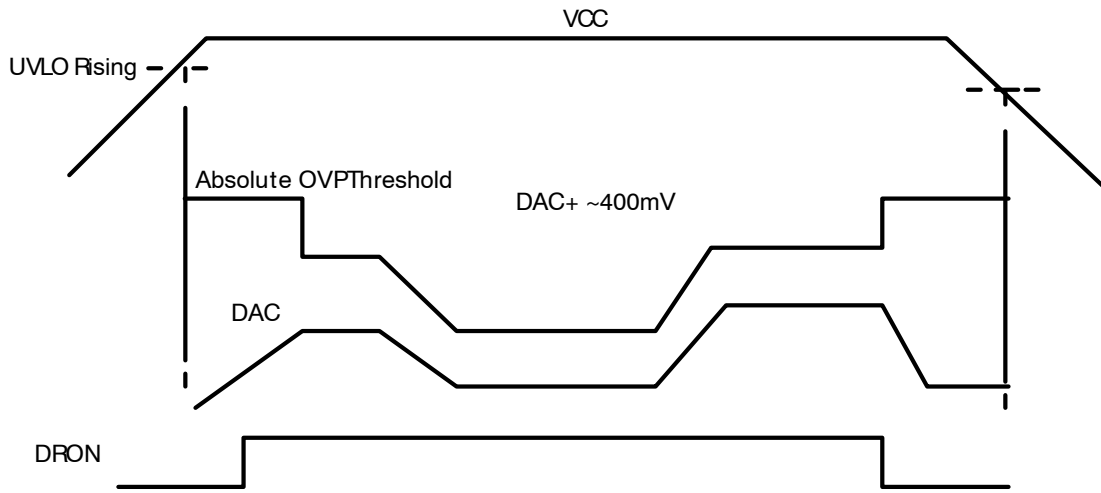 VCC
UVLO Rising
Absolute OVPThreshold
DAC+ ~400mV
DAC
DRON